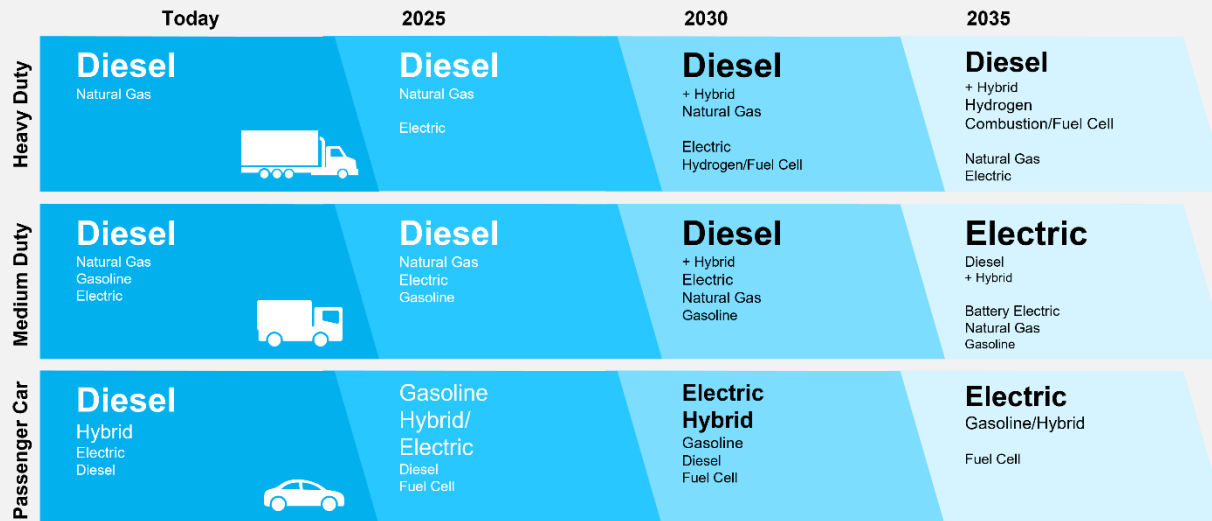 Today
2025
2030
2035
Heavy Duty
Diesel
Natural Gas
Diesel
Natural Gas
Electric
Diesel
+ Hybrid
Natural Gas
Electric
Hydrogen/Fuel Cell
Diesel
+ Hybrid
Hydrogen
Combustion/Fuel Cell
Natural Gas
Electric
Medium Duty
Diesel
Natural Gas
Gasoline
Electric
Diesel
Natural Gas
Electric
Gasoline
Diesel
+ Hybrid
Electric
Natural Gas
Gasoline
Electric
Diesel
+ Hybrid
Battery Electric
Natural Gas
Gasoline
Passenger Car
Diesel
Hybrid
Electric
Diesel
Gasoline
Hybrid/
Electric
Diesel
Fuel Cell
Electric
Hybrid
Gasoline
Diesel
Fuel Cell
Electric
Gasoline/Hybrid
Fuel Cell